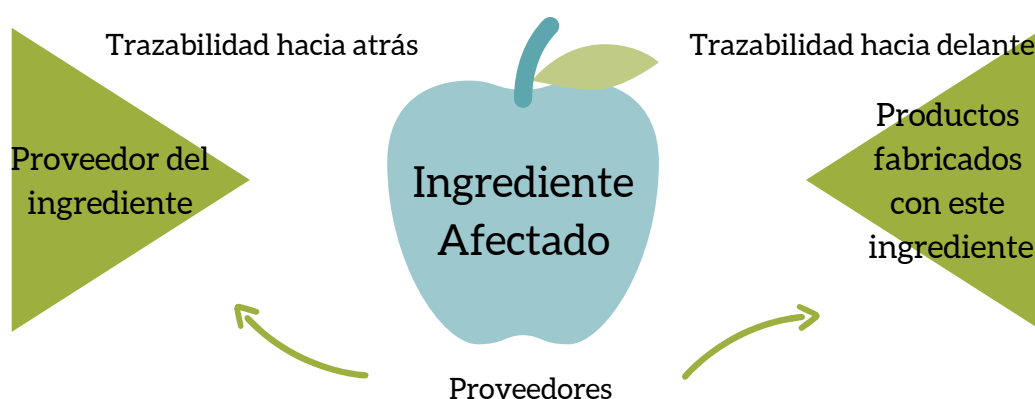 Trazabilidad hacia atrás
Trazabilidad hacia delante
Proveedor del
ingrediente
Ingrediente
Afectado
Productos
fabricados
con este
ingrediente
Proveedores